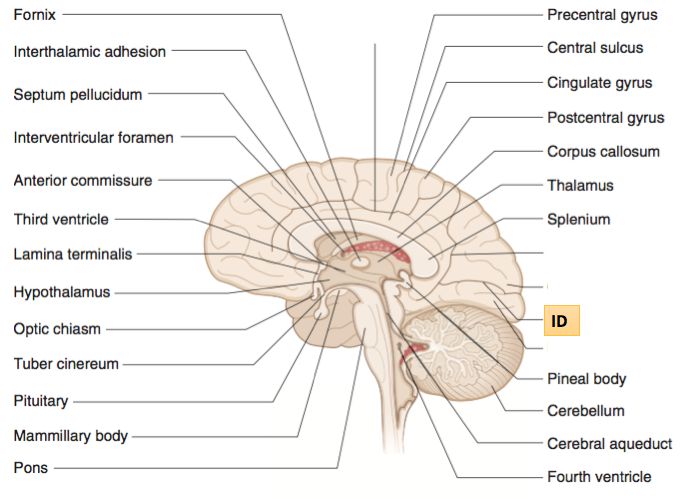 Fornix
Interthalamic adhesion
Septum pellucidum
Interventricular foramen
Anterior commissure
Third ventricle
Lamina terminalis
Hypothalamus
Optic chiasm
Tuber cinereum
Pituitary
Mammillary body
Pons
Precentral gyrus
Central sulcus
Cingulate gyrus
Postcentral gyrus
Corpus callosum
Thalamus
Splenium
ID
Pineal body
Cerebellum
Cerebral aqueduct
Fourth ventricle